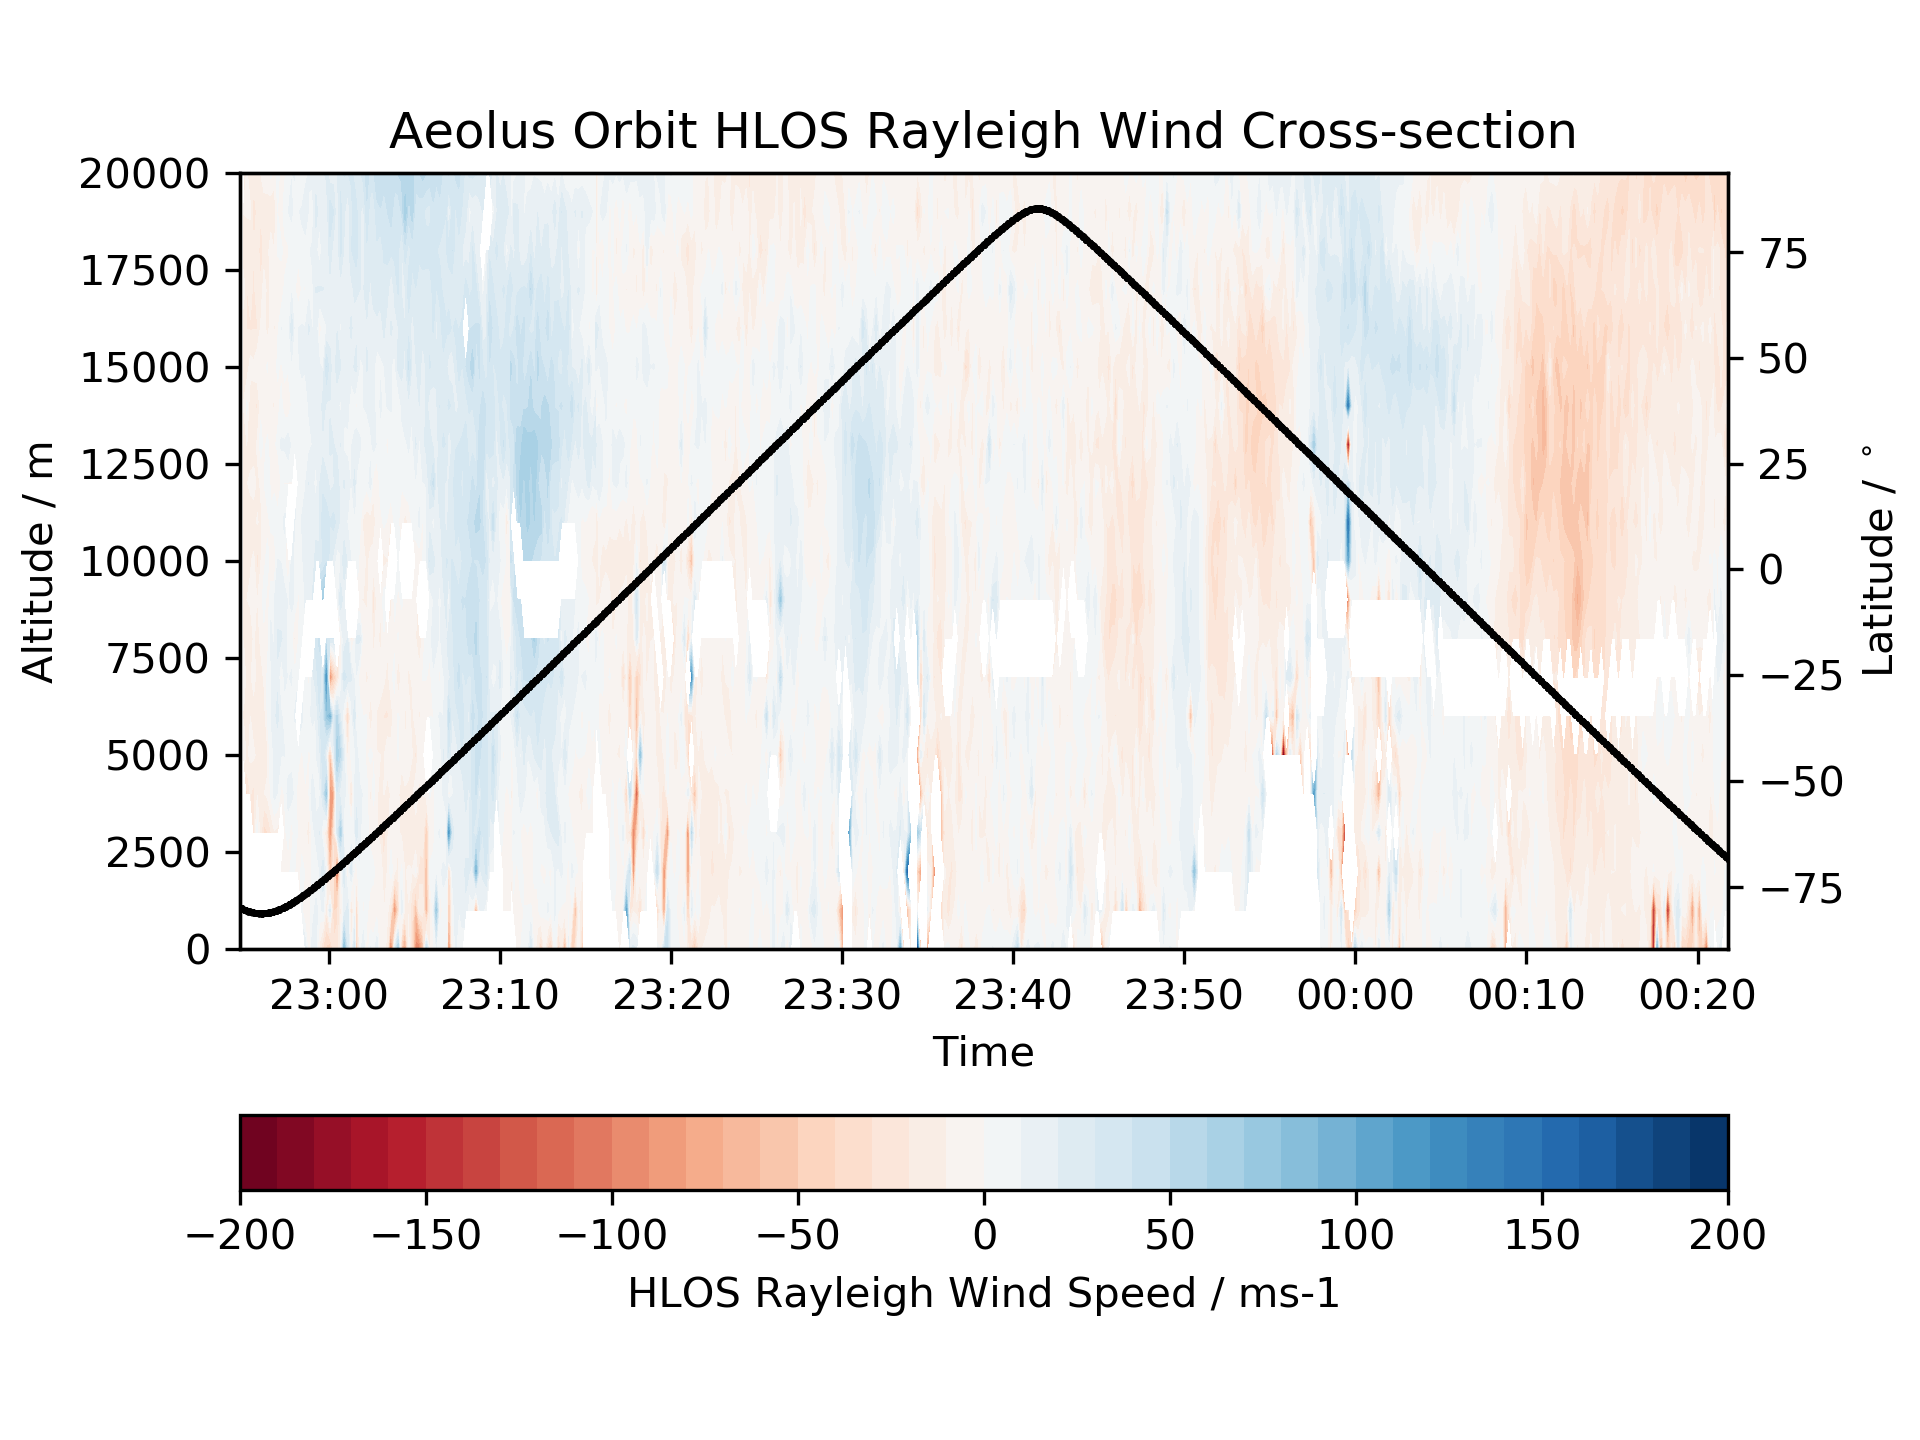 Aeolus Orbit HLOS Rayleigh Wind Cross-section
20000
17500
15000
12500
10000
7500
5000
2500
0
Altitude / m
75
50
25
0
−25
−50
−75
Latitude / °
23:00 23:10 23:20 23:30 23:40 23:50 00:00 00:10 00:20
Time
−200 −150 −100 −50 0 50 100 150 200
HLOS Rayleigh Wind Speed / ms-1